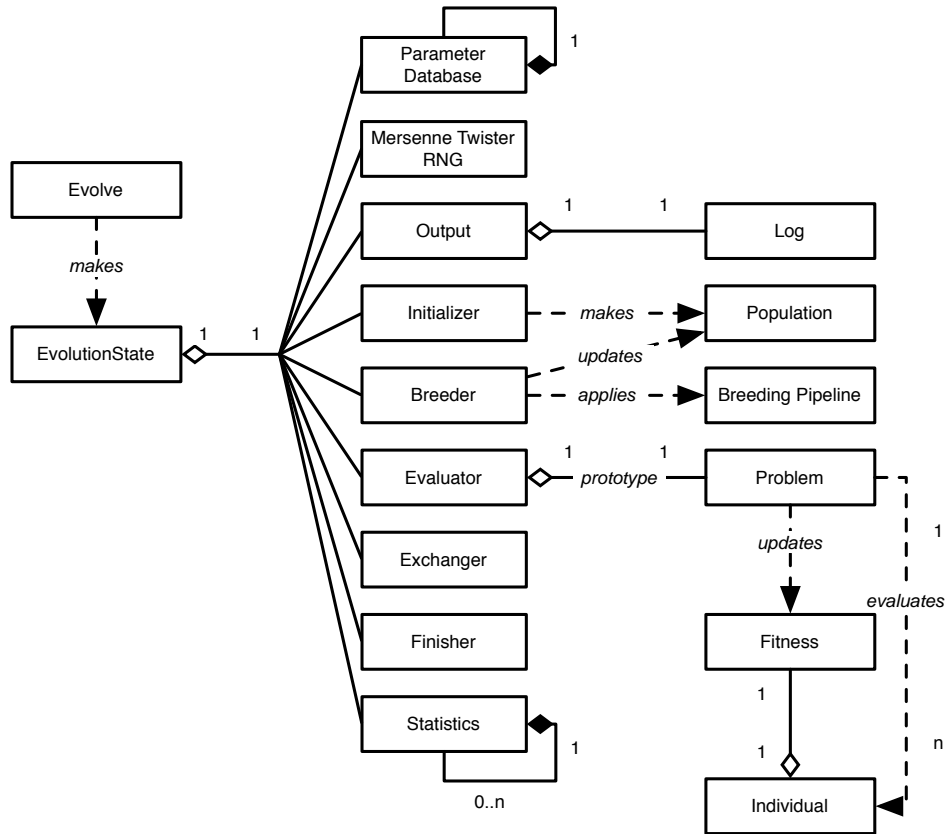 Parameter
Database
1
Mersenne Twister
RNG
Evolve
makes
EvolutionState
1
1
Output
1
1
Log
Initializer
makes
Population
updates
Breeder
applies
Breeding Pipeline
Evaluator
1
prototype
1
Problem
updates
1
evaluates
n
Exchanger
Finisher
Fitness
1
1
Individual
Statistics
1
0..n